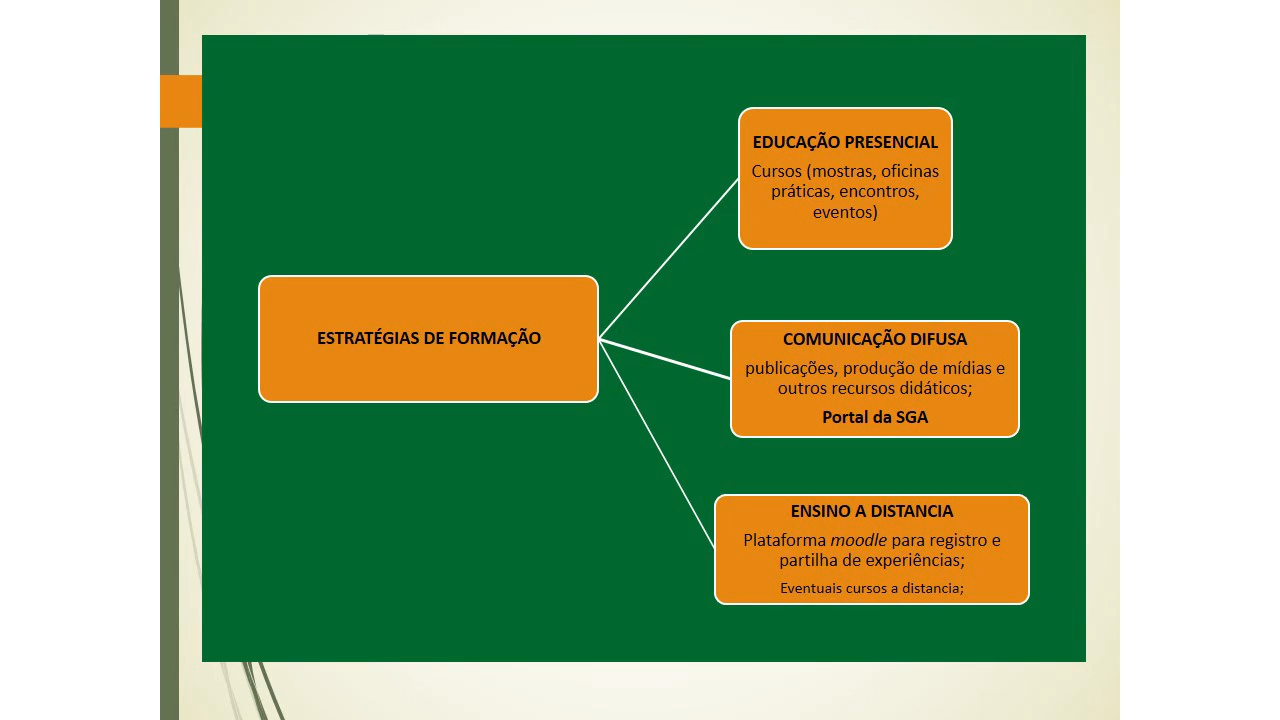 EDUCAÇÃO PRESENCIAL
Cursos (mostras, oficinas
práticas, encontros,
eventos)
ESTRATÉGIAS DE FORMAÇÃO
COMUNICAÇÃO DIFUSA
publicações, produção de mídias e
outros recursos didáticos;
Portal da SGA
ENSINO A DISTANCIA
Plataforma moodle para registro e
partilha de experiências;
Eventuais cursos a distancia;